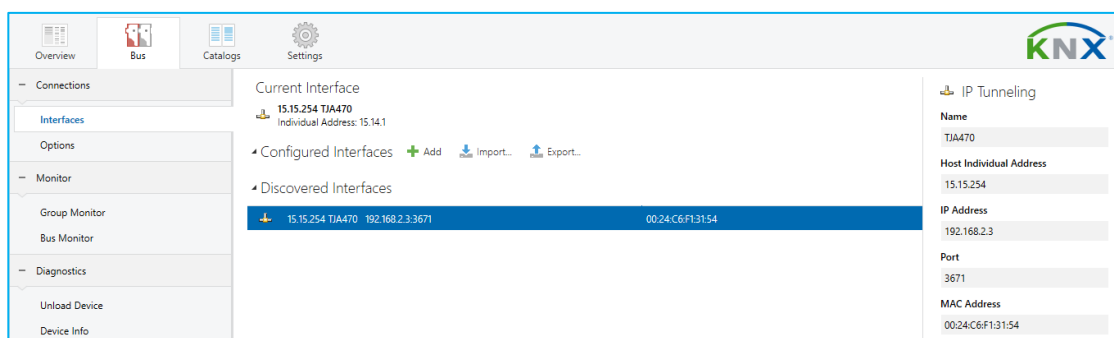 Overview
Bus
Catalogs
Settings
KNX®
Connections
Interfaces
Options
Monitor
Group Monitor
Bus Monitor
Diagnostics
Unload Device
Device Info
Current Interface
15.15.254 TJA470
Individual Address: 15.14.1
Configured Interfaces Add Import... Export...
Discovered Interfaces
15.15.254 TJA470 192.168.2.3:3671 00:24:C6:F1:31:54
IP Tunneling
Name
TJA470
Host Individual Address
15.15.254
IP Address
192.168.2.3
Port
3671
MAC Address
00:24:C6:F1:31:54